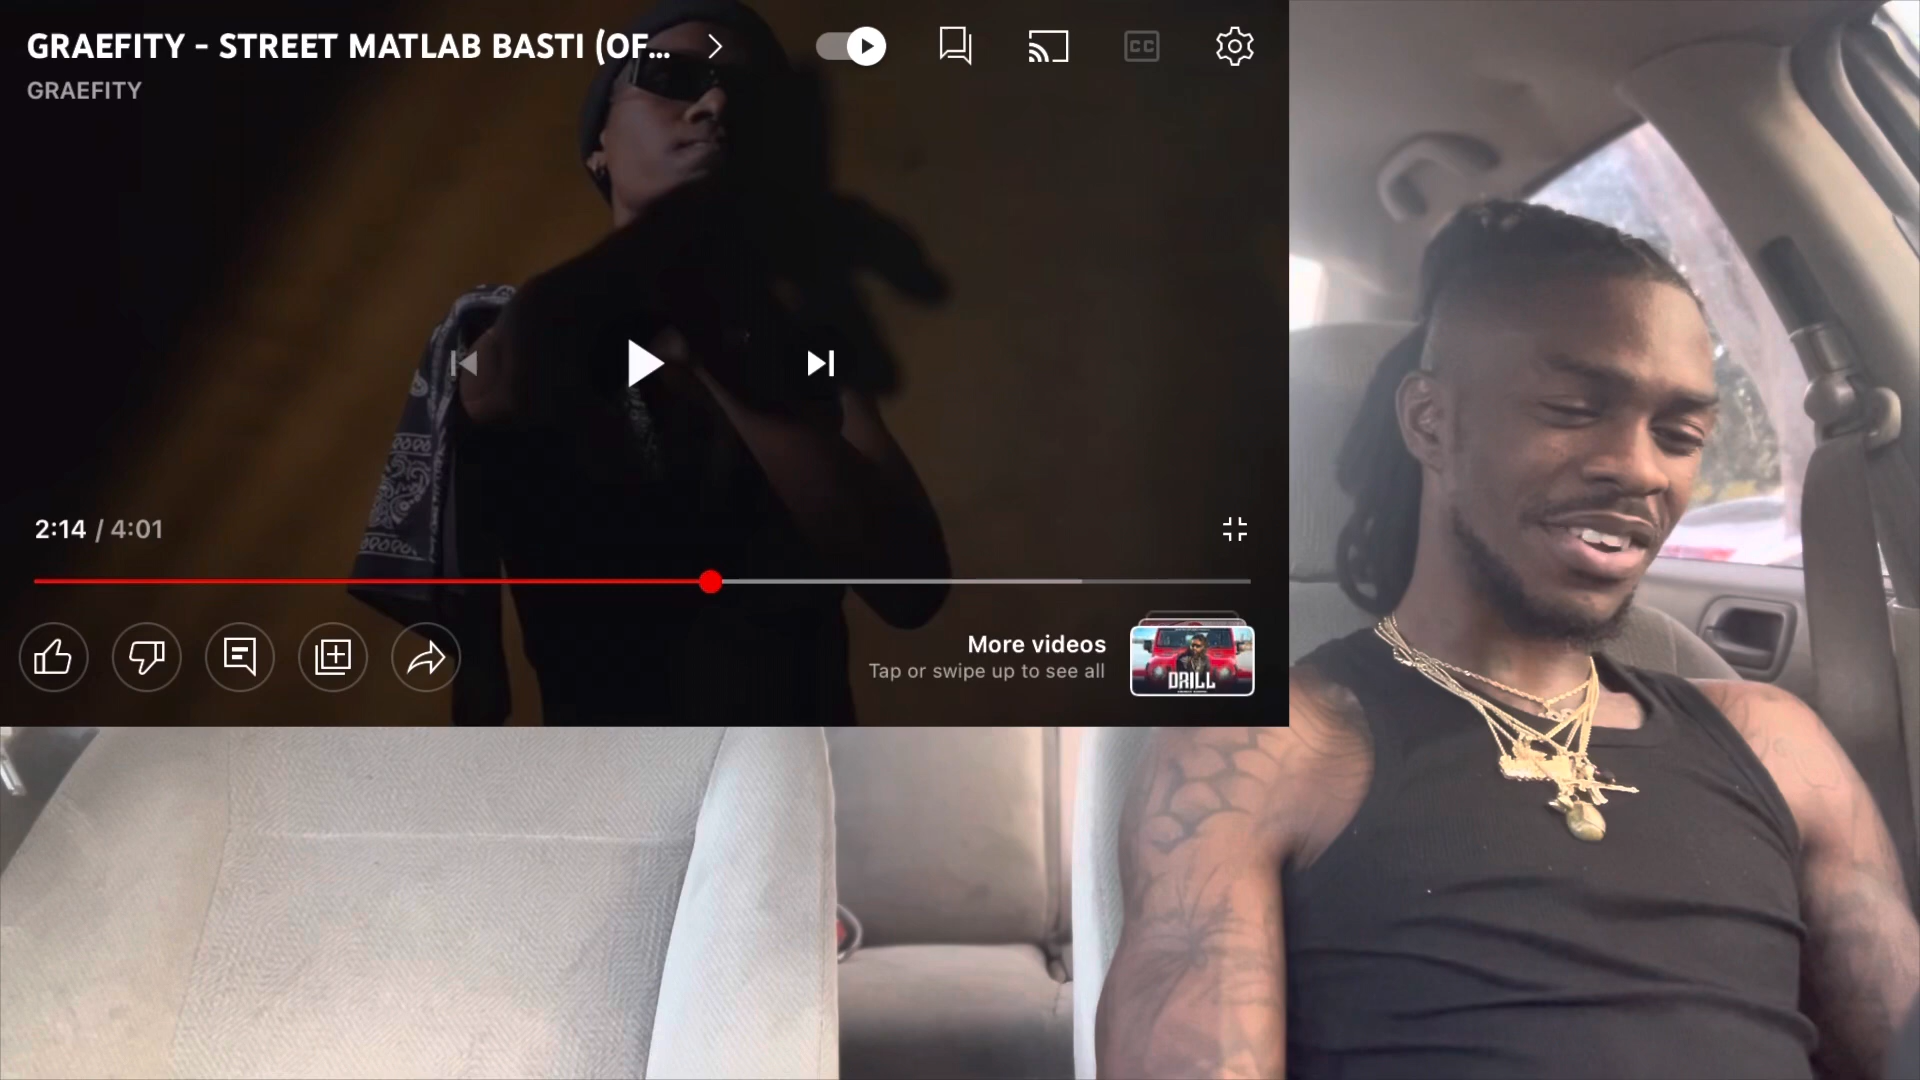 GRAEFITY - STREET MATLAB BASTI (OF...
GRAEFITY
CC
2:14 / 4:01
More videos
Tap or swipe up to see all
DRILL